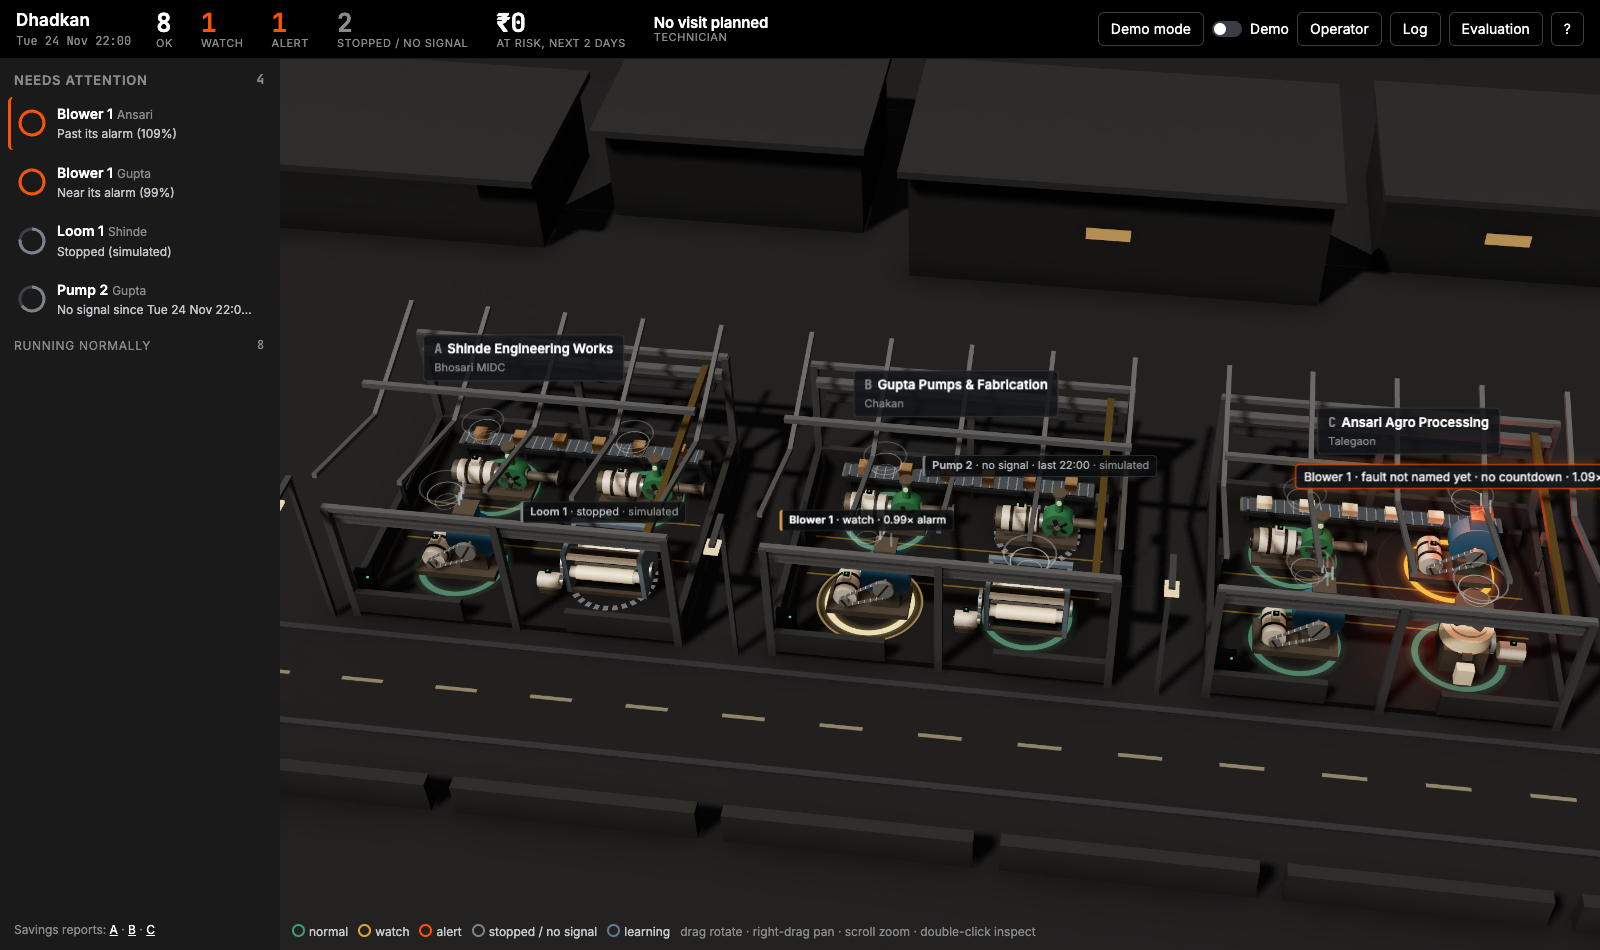 Dhadkan
Tue 24 Nov 22:00
8
OK
1
WATCH
1
ALERT
2
STOPPED / NO SIGNAL
₹0
AT RISK, NEXT 2 DAYS
No visit planned
TECHNICIAN
Demo mode
Demo
Operator
Log
Evaluation
?
NEEDS ATTENTION 4
Blower 1 Ansari
Past its alarm (109%)
Blower 1 Gupta
Near its alarm (99%)
Loom 1 Shinde
Stopped (simulated)
Pump 2 Gupta
No signal since Tue 24 Nov 22:0...
RUNNING NORMALLY 8
A Shinde Engineering Works
Bhosari MIDC
B Gupta Pumps & Fabrication
Chakan
C Ansari Agro Processing
Talegaon
Pump 2 · no signal · last 22:00 · simulated
Blower 1 · fault not named yet · no countdown · 1.09×
Loom 1 · stopped · simulated
Blower 1 · watch · 0.99× alarm
Savings reports: A · B · C
normal
watch
alert
stopped / no signal
learning
drag rotate · right-drag pan · scroll zoom · double-click inspect